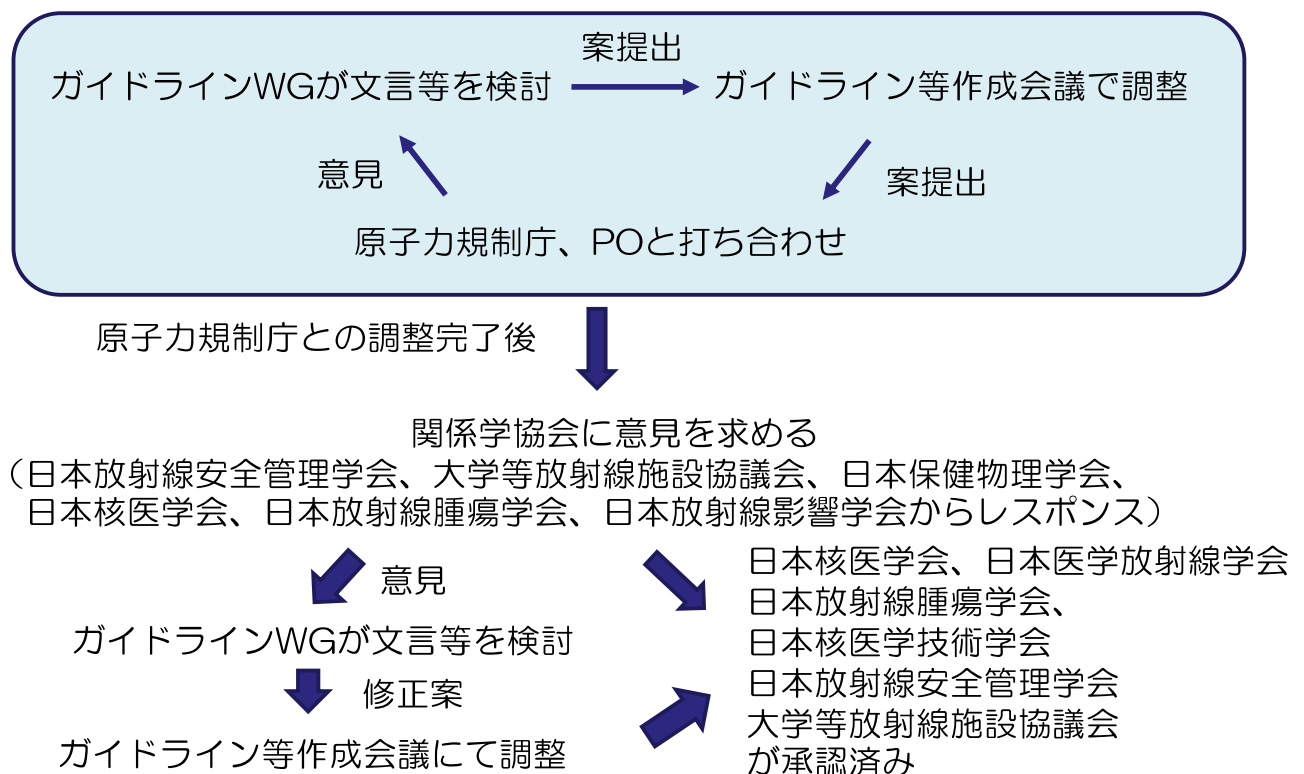 案提出
ガイドラインWGが文言等を検討
ガイドライン等作成会議で調整
意見
案提出
原子力規制庁、POと打ち合わせ
原子力規制庁との調整完了後
関係学協会に意見を求める
（日本放射線安全管理学会、大学等放射線施設協議会、日本保健物理学会、
日本核医学会、日本放射線腫瘍学会、日本放射線影響学会からレスポンス）
意見
ガイドラインWGが文言等を検討
修正案
ガイドライン等作成会議にて調整
日本核医学会、日本医学放射線学会
日本放射線腫瘍学会、
日本核医学技術学会
日本放射線安全管理学会
大学等放射線施設協議会
が承認済み